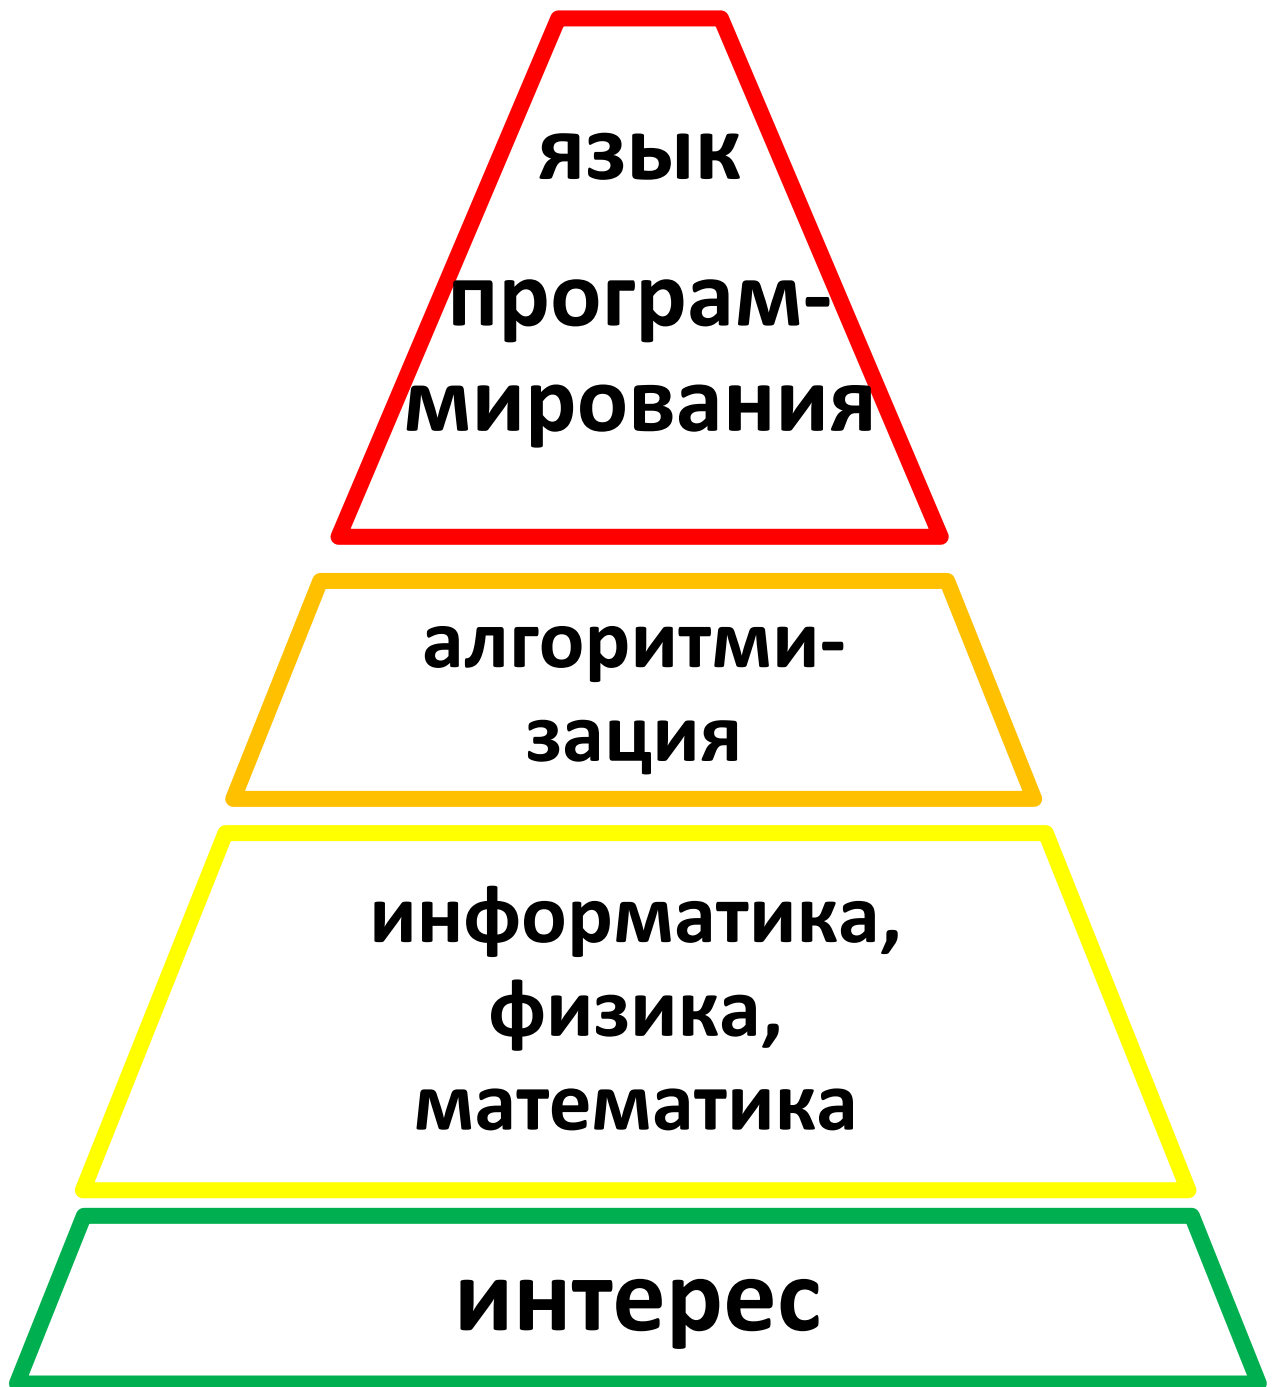 язык
програм-
мирования
алгоритми-
зация
информатика,
физика,
математика
интерес